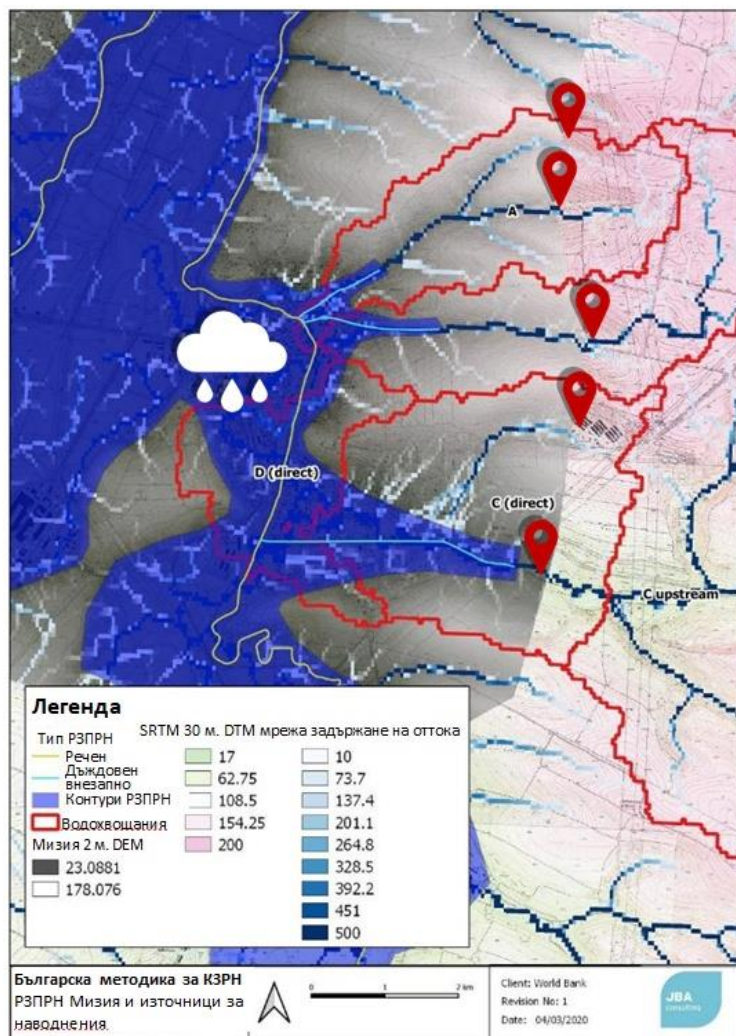 A
D (direct)
C (direct)
C upstream
Легенда
Тип РЗПРН
Речен
Дъждовен
внезапно
Контури РЗПРН
Водохвощания
Мизия 2 м. DEM
23.0881
178.076
SRTM 30 м. DTM мрежа задържане на оттока
17
62.75
108.5
154.25
200
10
73.7
137.4
201.1
264.8
328.5
392.2
451
500
Българска методика за КЗРН
РЗПРН Мизия и източници за
наводнения.
0 1 2 km
Client: World Bank
Revision No: 1
Date: 04/03/2020
JBA
consulting